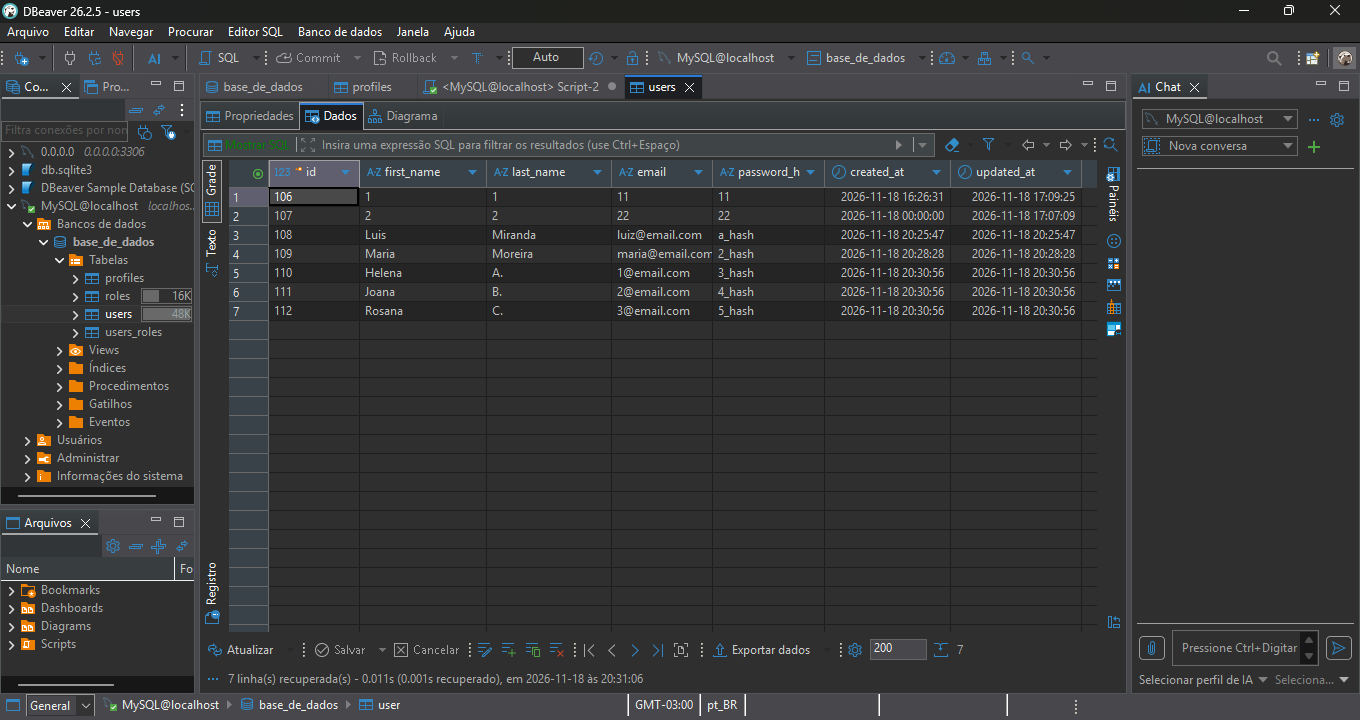 DBeaver 26.2.5 - users
Arquivo Editar Navegar Procurar Editor SQL Banco de dados Janela Ajuda
AI SQL Commit Rollback T Auto MySQL@localhost base_de_dados
Co... Pro... base_de_dados profiles <MySQL@localhost> Script-2 users AI Chat
Propriedades Dados Diagrama
Filtra conexões por nom
Mostrar SQL Insira uma expressão SQL para filtrar os resultados (use Ctrl+Espaço)
MySQL@localhost
Nova conversa
0.0.0.0 0.0.0.0:3306
db.sqlite3
DBeaver Sample Database (SQ
MySQL@localhost localhos...
Bancos de dados
base_de_dados
Tabelas
profiles
roles 16K
users 48K
users_roles
Views
Índices
Procedimentos
Gatilhos
Eventos
Usuários
Administrar
Informações do sistema
Grade
Texto
Registro
123 id A-Z first_name A-Z last_name A-Z email A-Z password_h created_at updated_at
1 106 1 1 11 11 2026-11-18 16:26:31 2026-11-18 17:09:25
2 107 2 2 22 22 2026-11-18 00:00:00 2026-11-18 17:07:09
3 108 Luis Miranda luiz@email.com a_hash 2026-11-18 20:25:47 2026-11-18 20:25:47
4 109 Maria Moreira maria@email.com 2_hash 2026-11-18 20:28:28 2026-11-18 20:28:28
5 110 Helena A. 1@email.com 3_hash 2026-11-18 20:30:56 2026-11-18 20:30:56
6 111 Joana B. 2@email.com 4_hash 2026-11-18 20:30:56 2026-11-18 20:30:56
7 112 Rosana C. 3@email.com 5_hash 2026-11-18 20:30:56 2026-11-18 20:30:56
Painéis
Arquivos
Nome Fo
Bookmarks
Dashboards
Diagrams
Scripts
Atualizar Salvar Cancelar Exportar dados 200 7
7 linha(s) recuperada(s) - 0.011s (0.001s recuperado), em 2026-11-18 às 20:31:06
Pressione Ctrl+Digitar
Selecionar perfil de IA Seleciona...
General MySQL@localhost base_de_dados user GMT-03:00 pt_BR